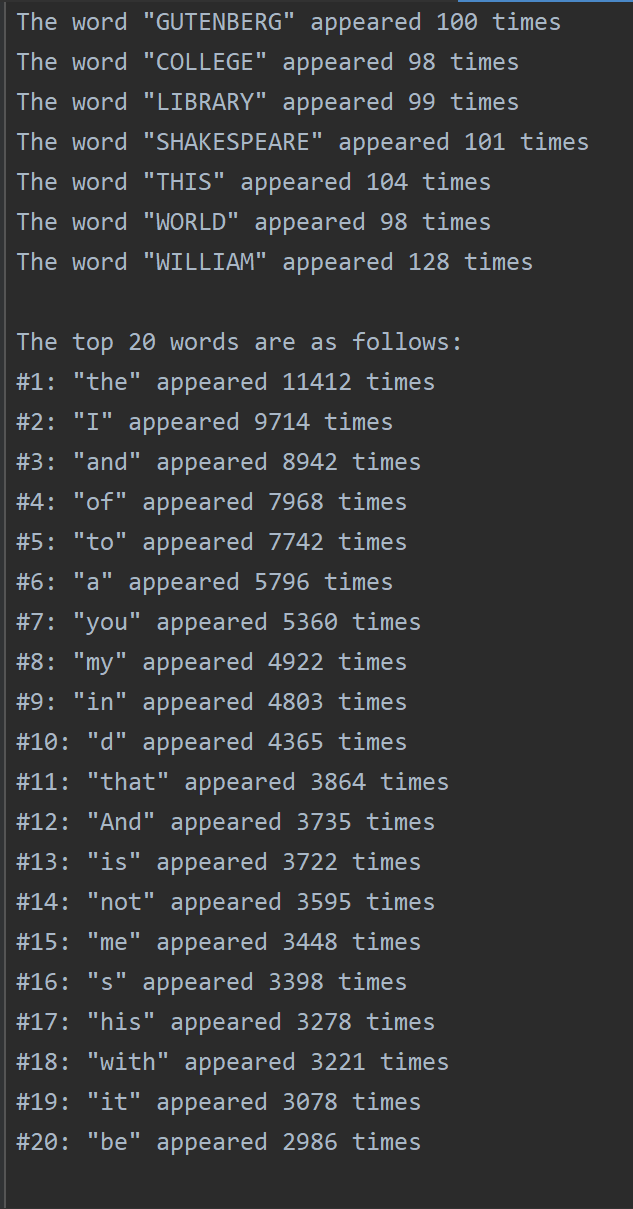 The word "GUTENBERG" appeared 100 times
The word "COLLEGE" appeared 98 times
The word "LIBRARY" appeared 99 times
The word "SHAKESPEARE" appeared 101 times
The word "THIS" appeared 104 times
The word "WORLD" appeared 98 times
The word "WILLIAM" appeared 128 times
The top 20 words are as follows:
#1: "the" appeared 11412 times
#2: "I" appeared 9714 times
#3: "and" appeared 8942 times
#4: "of" appeared 7968 times
#5: "to" appeared 7742 times
#6: "a" appeared 5796 times
#7: "you" appeared 5360 times
#8: "my" appeared 4922 times
#9: "in" appeared 4803 times
#10: "d" appeared 4365 times
#11: "that" appeared 3864 times
#12: "And" appeared 3735 times
#13: "is" appeared 3722 times
#14: "not" appeared 3595 times
#15: "me" appeared 3448 times
#16: "s" appeared 3398 times
#17: "his" appeared 3278 times
#18: "with" appeared 3221 times
#19: "it" appeared 3078 times
#20: "be" appeared 2986 times